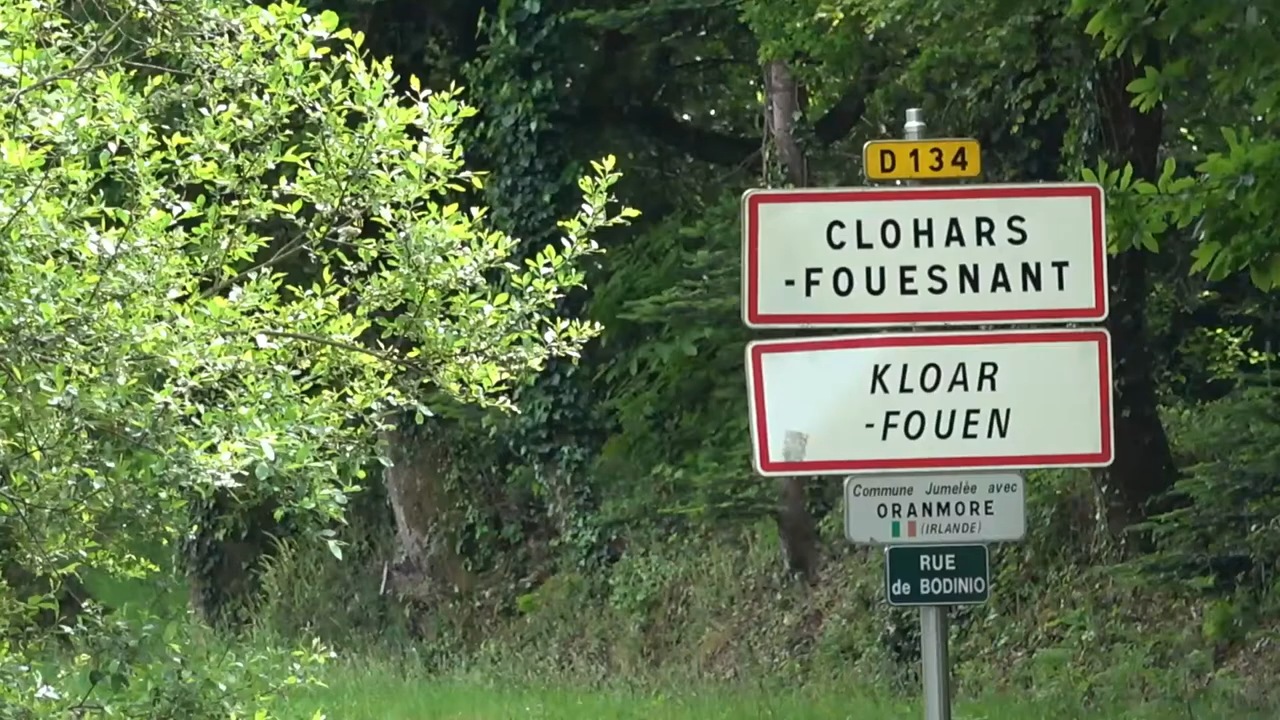 D 134
CLOHARS
-FOUESNANT
KLOAR
-FOUEN
Commune Jumelée avec
ORANMORE
(IRLANDE)
RUE
de BODINIO